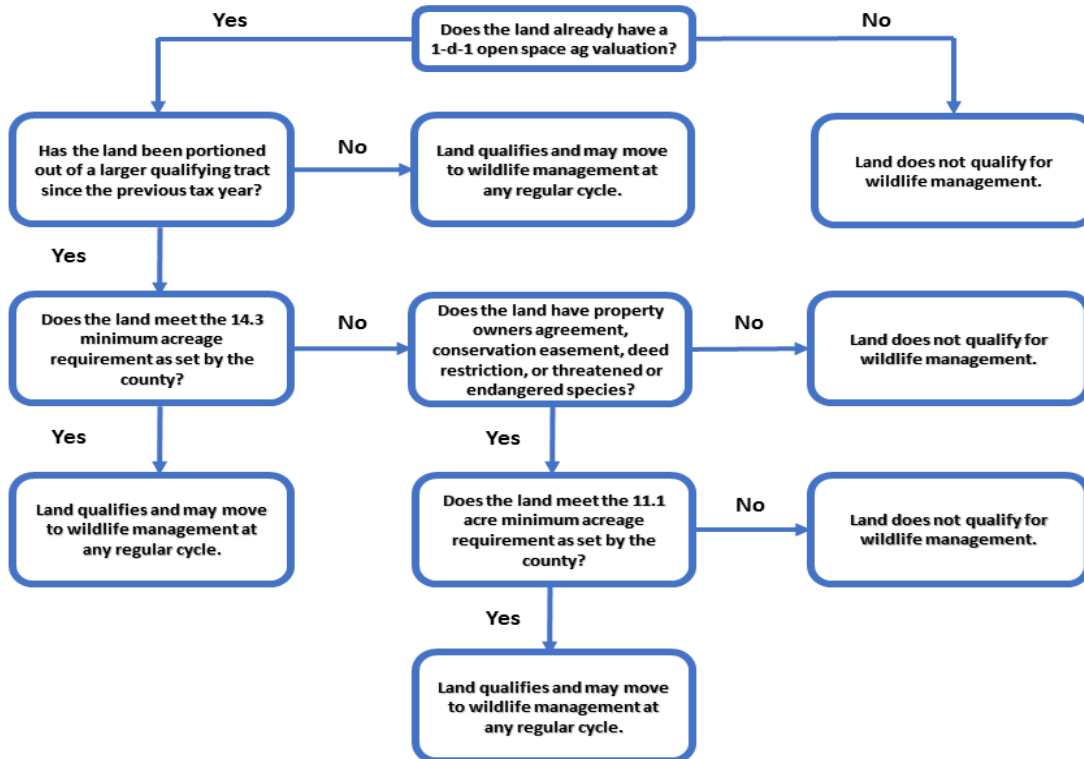 Yes
No
Does the land already have a
1-d-1 open space ag valuation?
Has the land been portioned
out of a larger qualifying tract
since the previous tax year?
No
Land qualifies and may move
to wildlife management at
any regular cycle.
Land does not qualify for
wildlife management.
Yes
Does the land meet the 14.3
minimum acreage
requirement as set by the
county?
No
Does the land have property
owners agreement,
conservation easement, deed
restriction, or threatened or
endangered species?
No
Land does not qualify for
wildlife management.
Yes
Yes
Land qualifies and may move
to wildlife management at
any regular cycle.
Does the land meet the 11.1
acre minimum acreage
requirement as set by the
county?
No
Land does not qualify for
wildlife management.
Yes
Land qualifies and may move
to wildlife management at
any regular cycle.